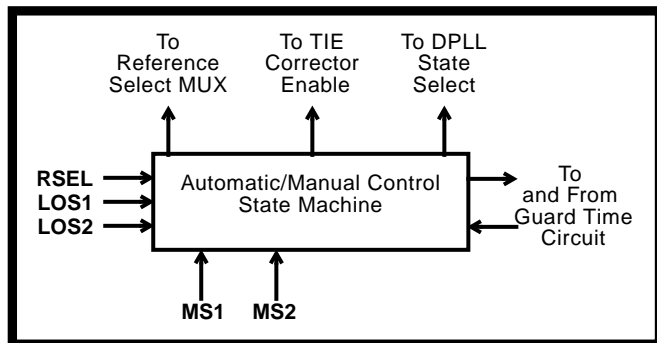 To
Reference
Select MUX
To TIE
Corrector
Enable
To DPLL
State
Select
RSEL
LOS1
LOS2
Automatic/Manual Control
State Machine
To
and From
Guard Time
Circuit
MS1
MS2